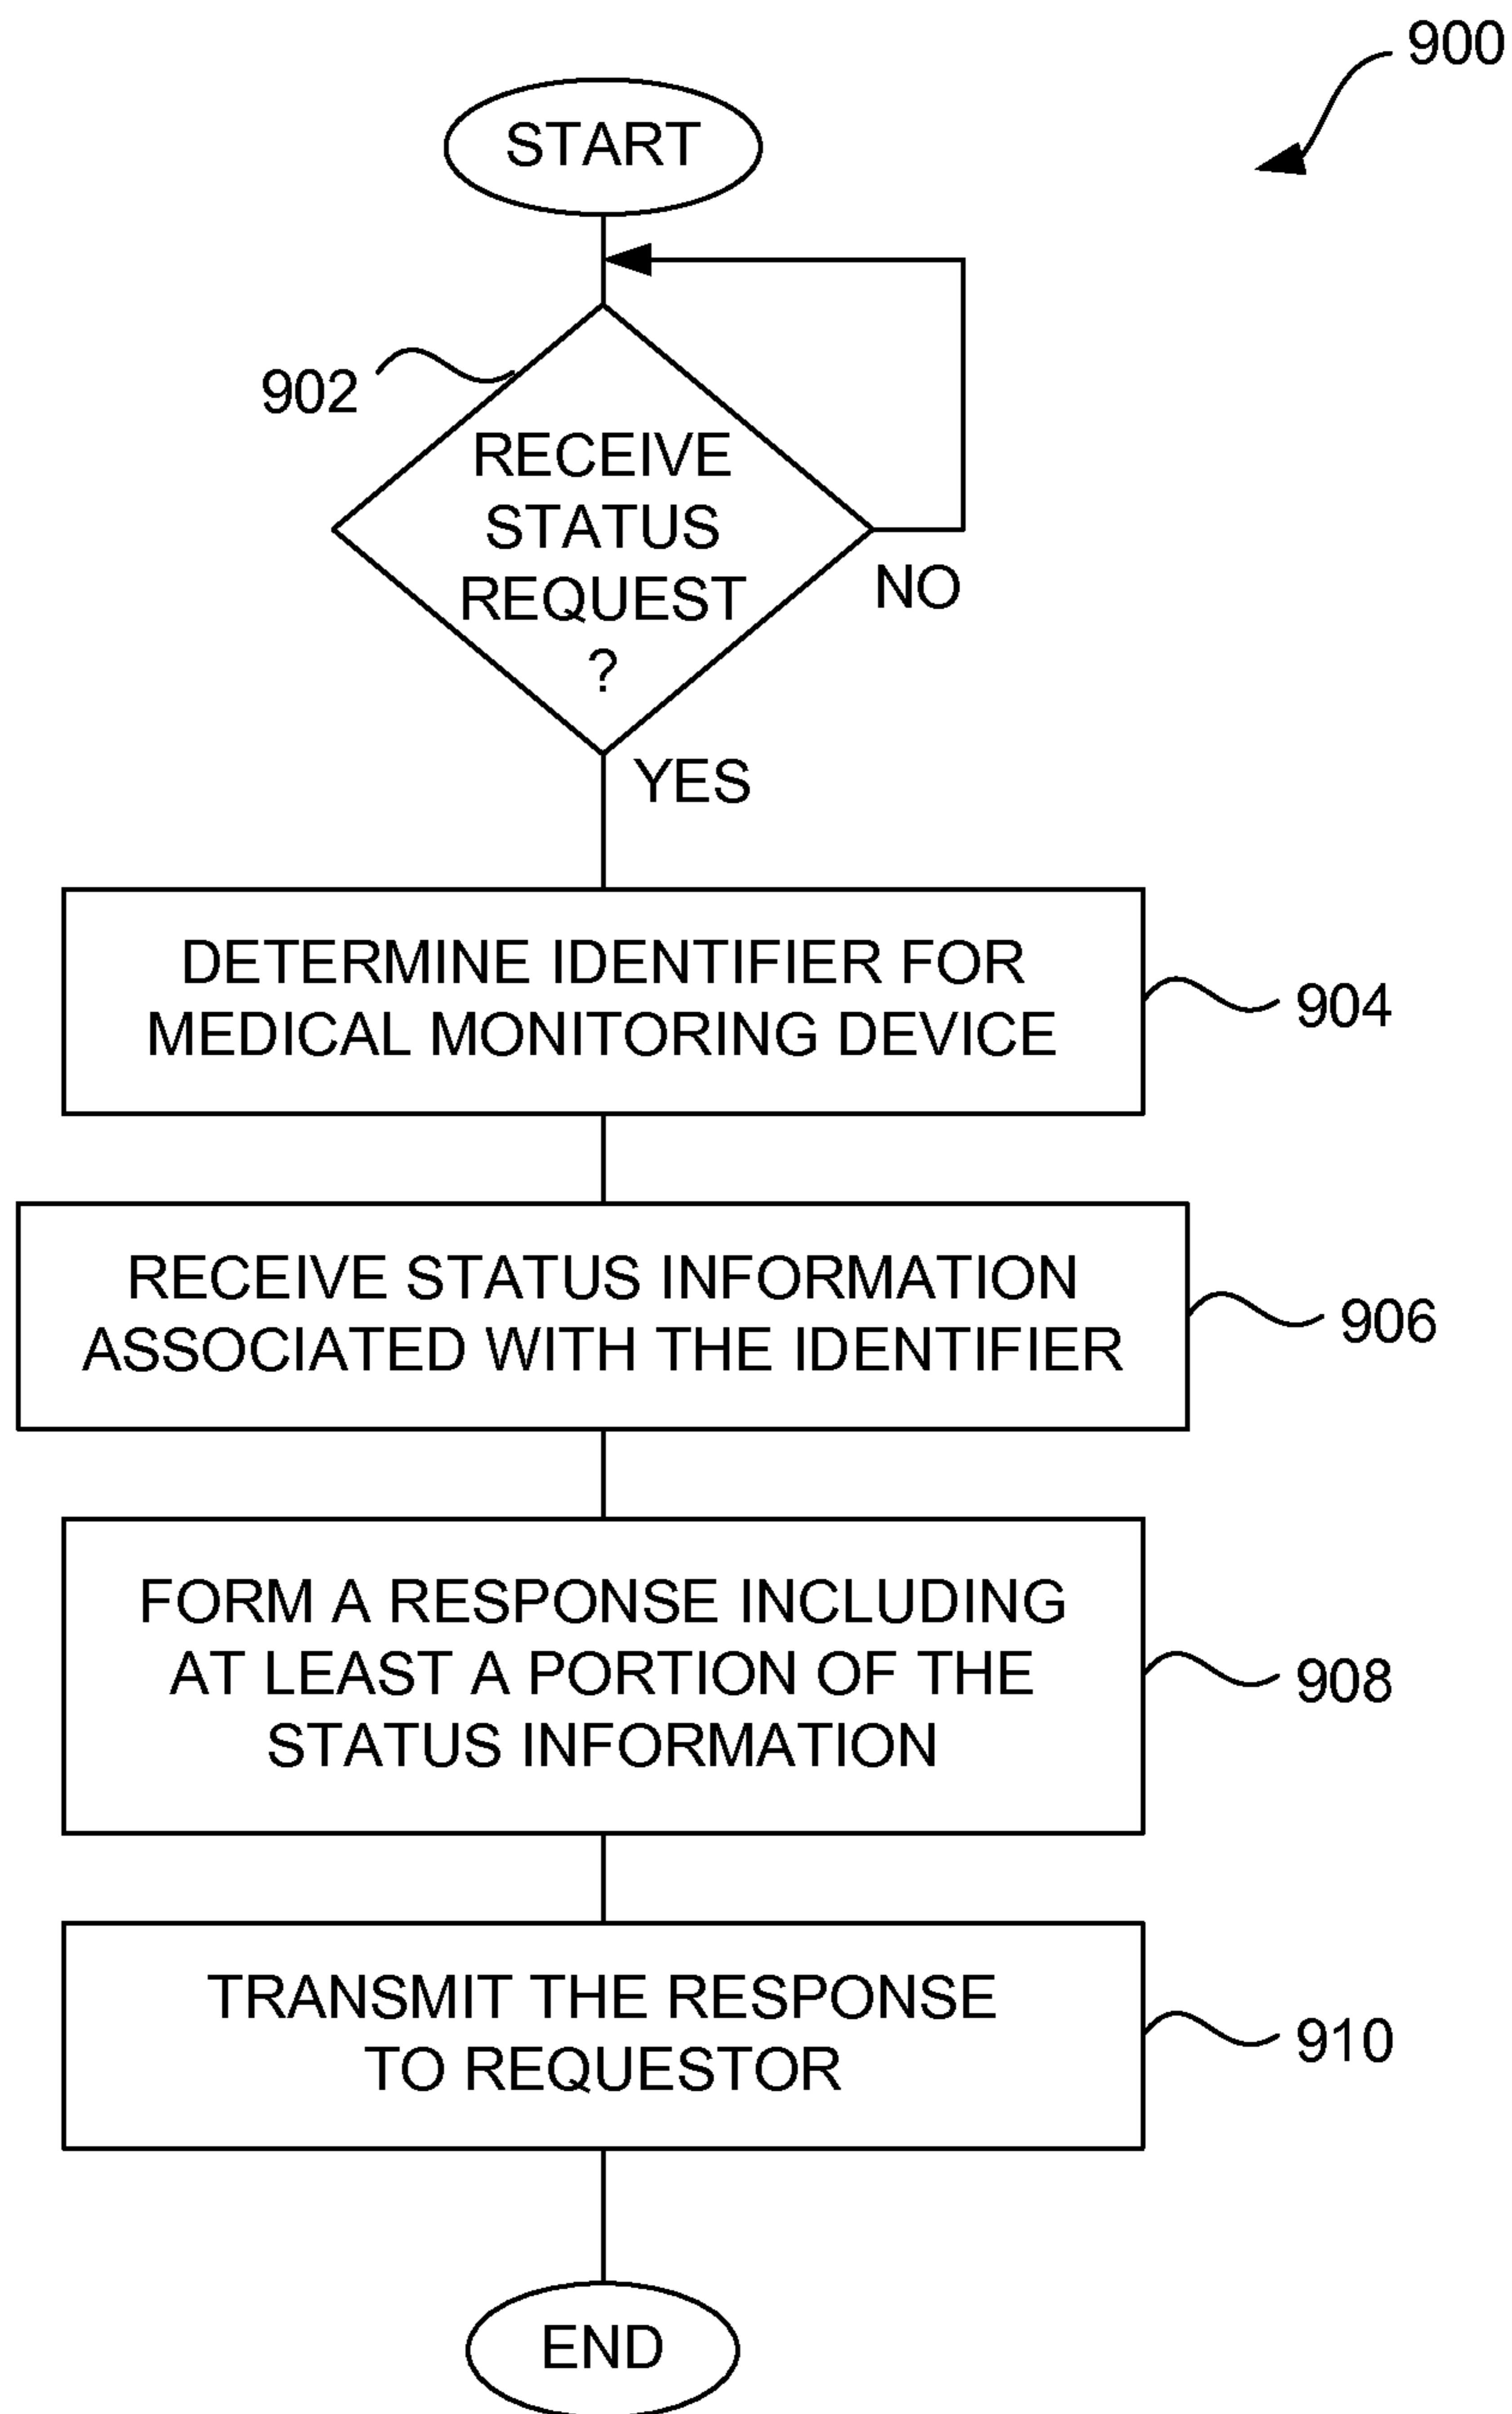 900
START
902
RECEIVE
STATUS
REQUEST
?
NO
YES
DETERMINE IDENTIFIER FOR
MEDICAL MONITORING DEVICE
904
RECEIVE STATUS INFORMATION
ASSOCIATED WITH THE IDENTIFIER
906
FORM A RESPONSE INCLUDING
AT LEAST A PORTION OF THE
STATUS INFORMATION
908
TRANSMIT THE RESPONSE
TO REQUESTOR
910
END